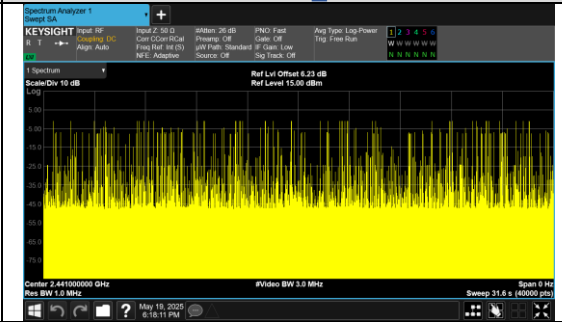 Spectrum Analyzer 1
Swept SA
KEYSIGHT Input: RF Input Z: 50 Ω #Atten: 26 dB PNO: Fast Avg Type: Log-Power 1 2 3 4 5 6
R T Coupling: DC Corr CCorr RCal Preamp: Off Gate: Off Trig: Free Run W W W W W W
Align: Auto Freq Ref: Int (S) µW Path: Standard IF Gain: Low N N N N N N
NFE: Adaptive Source: Off Sig Track: Off
1 Spectrum
Ref Lvl Offset 6.23 dB
Scale/Div 10 dB Ref Level 15.00 dBm
Log
5.00
-5.00
-15.0
-25.0
-35.0
-45.0
-55.0
-65.0
-75.0
Center 2.441000000 GHz #Video BW 3.0 MHz Span 0 Hz
Res BW 1.0 MHz Sweep 31.6 s (40000 pts)
May 19, 2025
6:18:11 PM